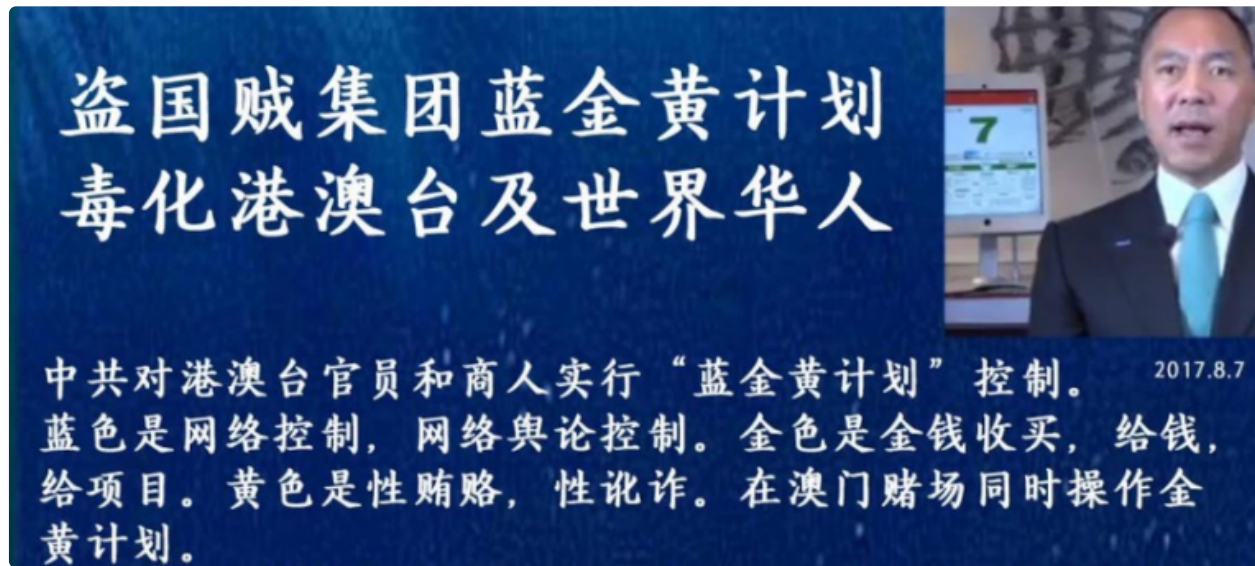 盗国贼集团蓝金黄计划
毒化港澳台及世界华人
7
中共对港澳台官员和商人实行“蓝金黄计划”控制。
2017.8.7
蓝色是网络控制，网络舆论控制。金色是金钱收买，给钱，
给项目。黄色是性贿赂，性讹诈。在澳门赌场同时操作金
黄计划。